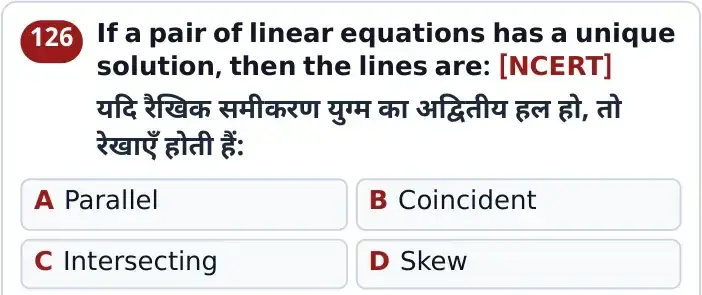 126 If a pair of linear equations has a unique
solution, then the lines are: [NCERT]
यदि रैखिक समीकरण युग्म का अद्वितीय हल हो, तो
रेखाएँ होती हैं:
A Parallel
B Coincident
C Intersecting
D Skew